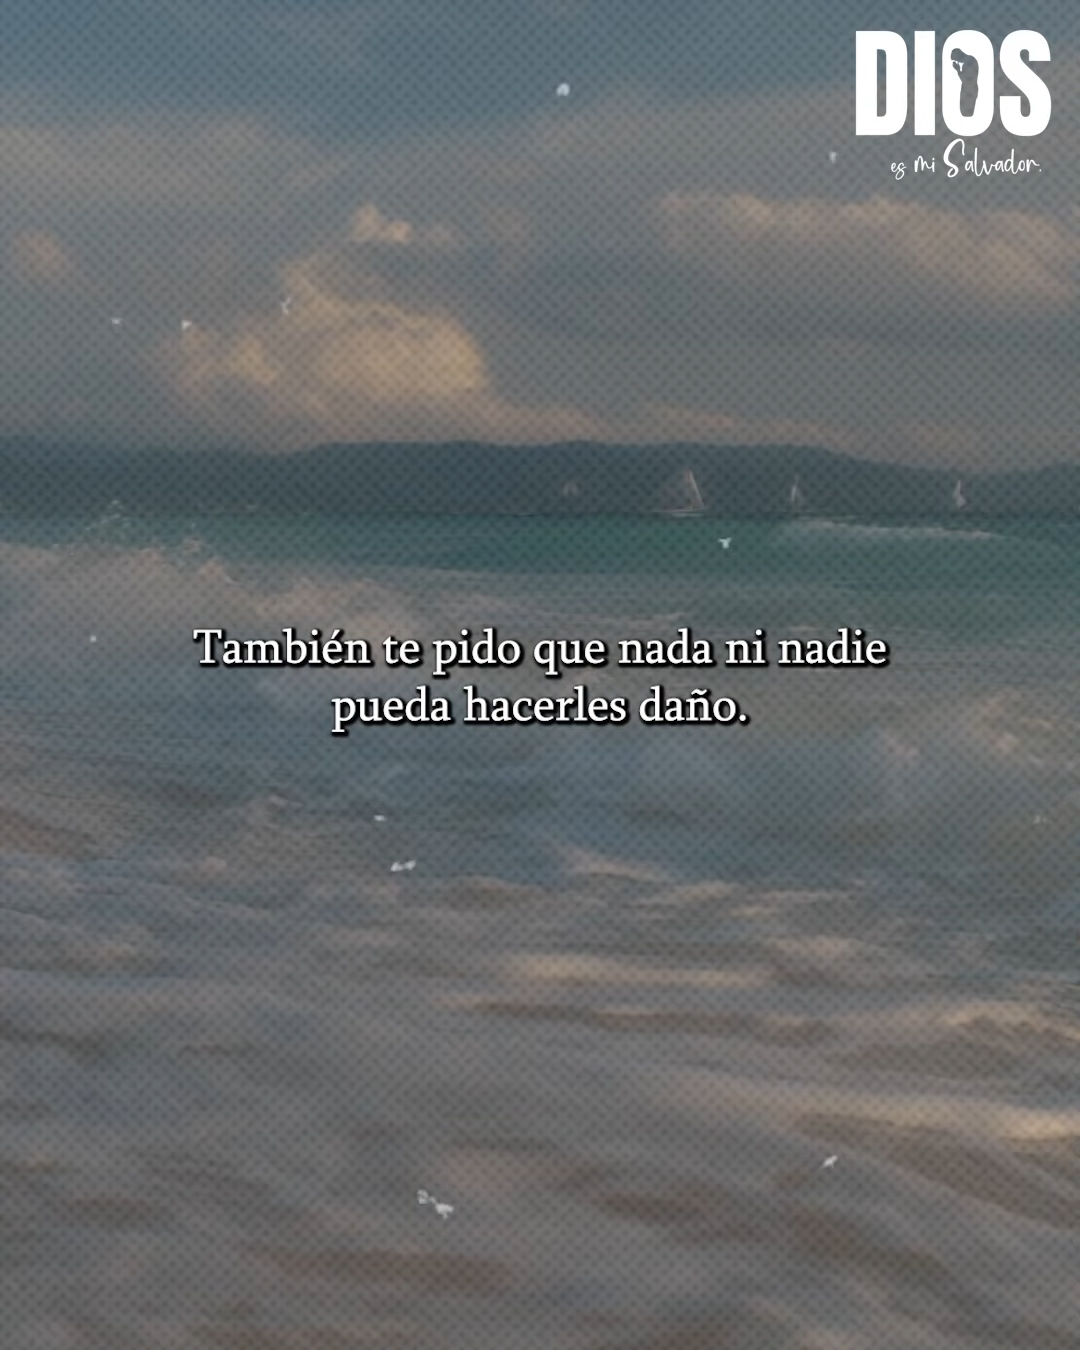 DIOS
es mi Salvador.
También te pido que nada ni nadie
pueda hacerles daño.